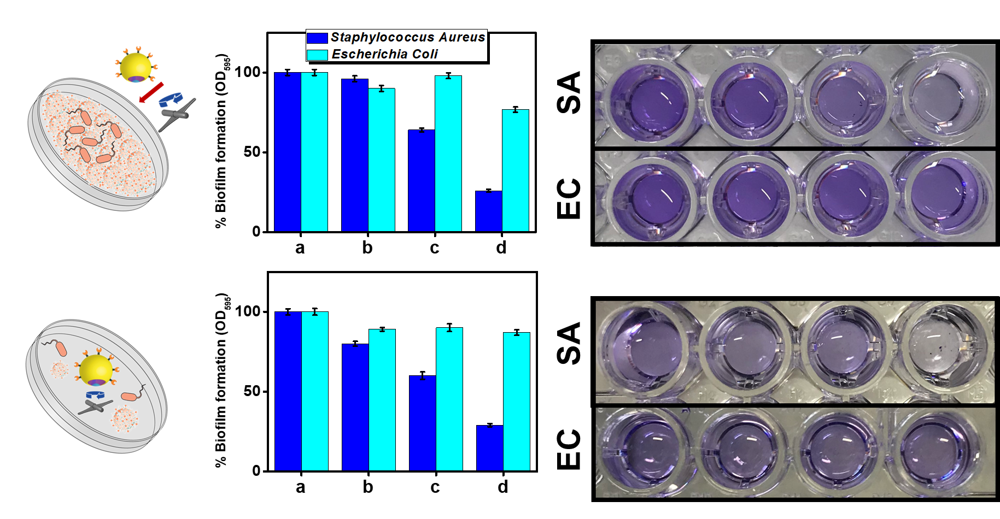 Staphylococcus Aureus
Escherichia Coli
% Biofilm formation (OD595)
100
50
0
a b c d
SA
EC
% Biofilm formation (OD595)
100
50
0
a b c d
SA
EC